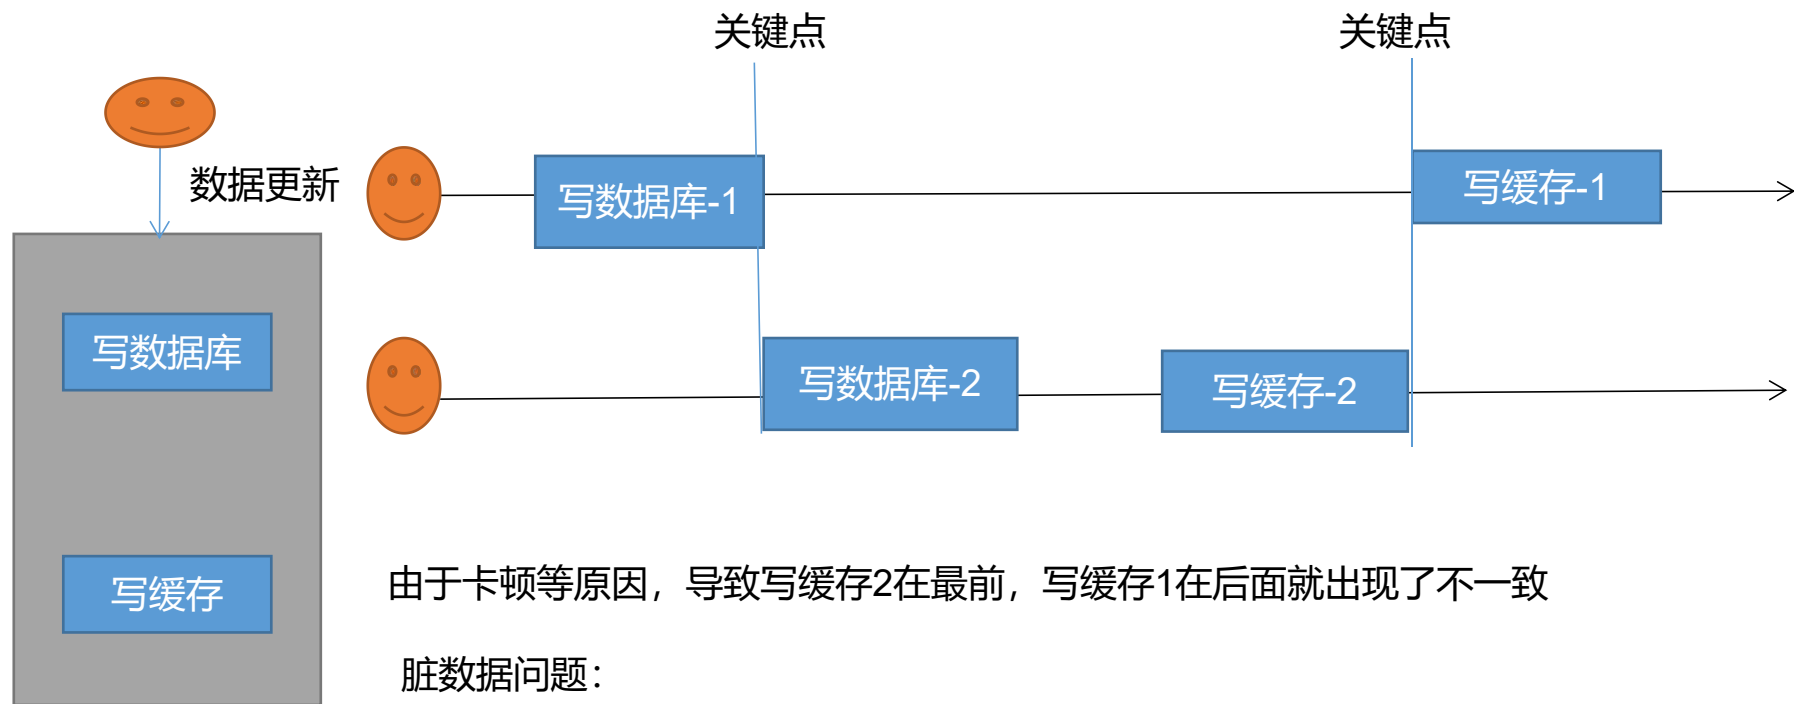 关键点
关键点
数据更新
写数据库-1
写缓存-1
写数据库
写数据库-2
写缓存-2
写缓存
由于卡顿等原因，导致写缓存2在最前，写缓存1在后面就出现了不一致
脏数据问题：